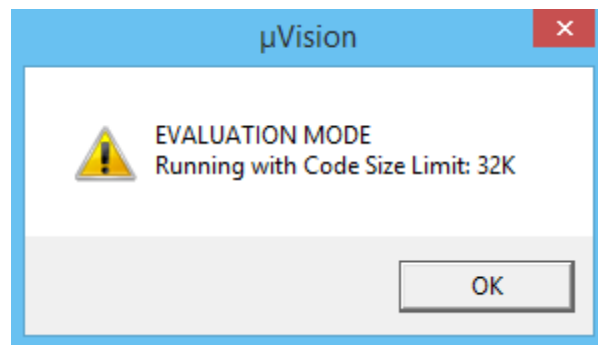 µVision
EVALUATION MODE
Running with Code Size Limit: 32K
OK